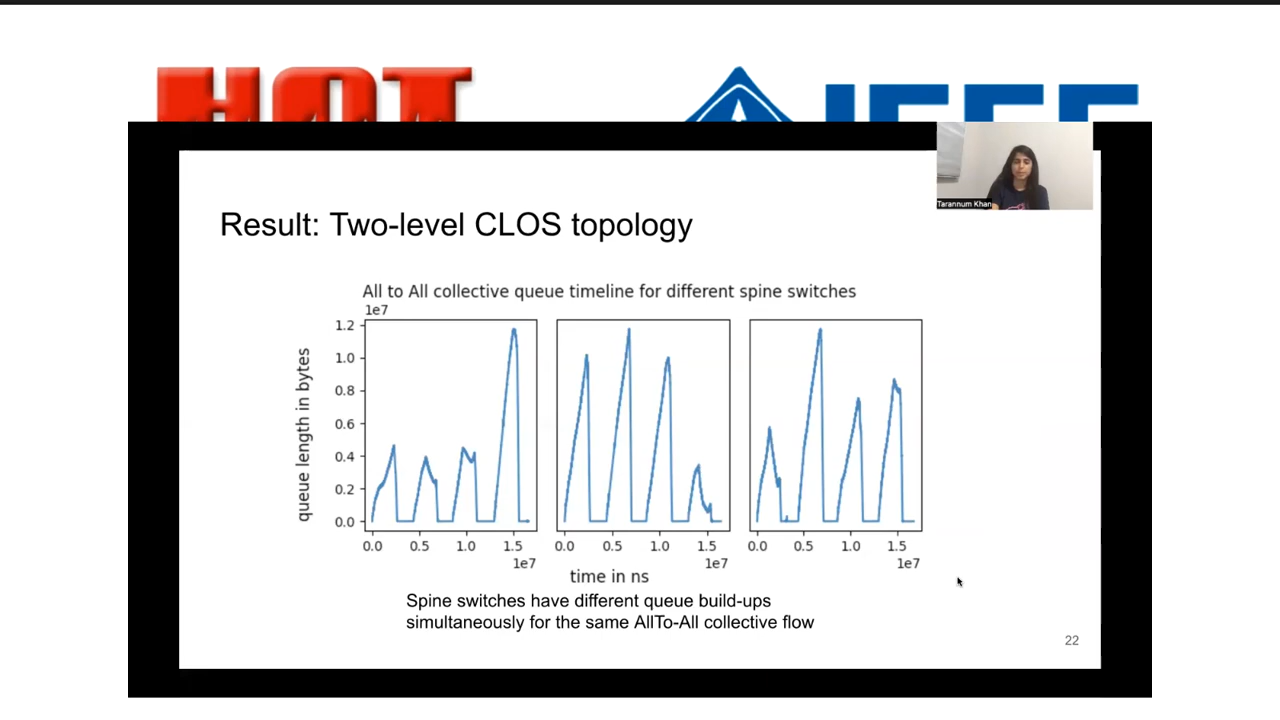 HOT
IEEE
Tarannum Khan
Result: Two-level CLOS topology
All to All collective queue timeline for different spine switches
1e7
queue length in bytes
1.2
1.0
0.8
0.6
0.4
0.2
0.0
0.0 0.5 1.0 1.5 0.0 0.5 1.0 1.5 0.0 0.5 1.0 1.5
1e7 1e7 1e7
time in ns
Spine switches have different queue build-ups
simultaneously for the same AllTo-All collective flow
22